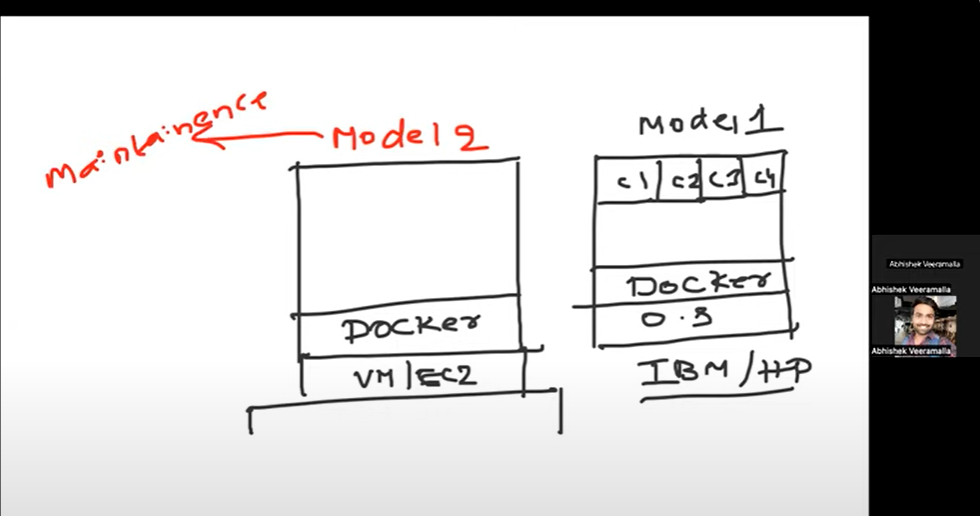 Maintainence
Model 2
Model 1
C1 C2 C3 C4
DOCKer
O.S
IBM/HP
DOCKer
VM/EC2
Abhishek Veeramalla
Abhishek Veeramalla
Abhishek Veeramalla